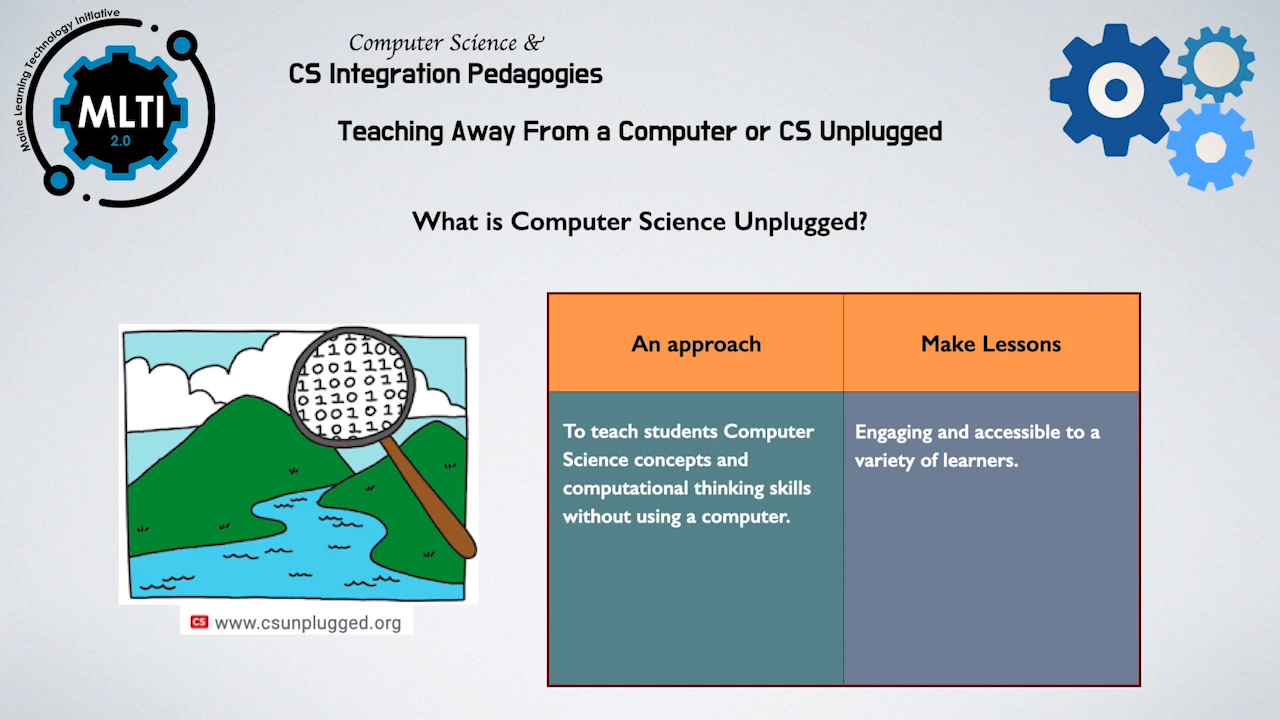 Maine Learning Technology Initiative
MLTI
2.0
Computer Science &
CS Integration Pedagogies
Teaching Away From a Computer or CS Unplugged
What is Computer Science Unplugged?
An approach
Make Lessons
To teach students Computer
Science concepts and
computational thinking skills
without using a computer.
Engaging and accessible to a
variety of learners.
CS www.csunplugged.org